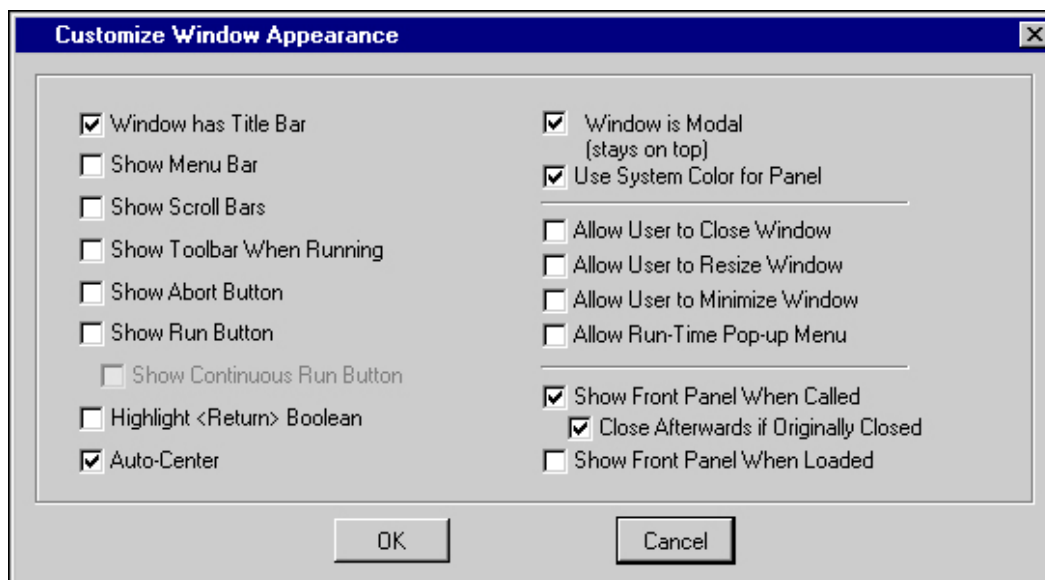 Customize Window Appearance
Window has Title Bar
Show Menu Bar
Show Scroll Bars
Show Toolbar When Running
Show Abort Button
Show Run Button
Show Continuous Run Button
Highlight <Return> Boolean
Auto-Center
Window is Modal
(stays on top)
Use System Color for Panel
Allow User to Close Window
Allow User to Resize Window
Allow User to Minimize Window
Allow Run-Time Pop-up Menu
Show Front Panel When Called
Close Afterwards if Originally Closed
Show Front Panel When Loaded
OK
Cancel